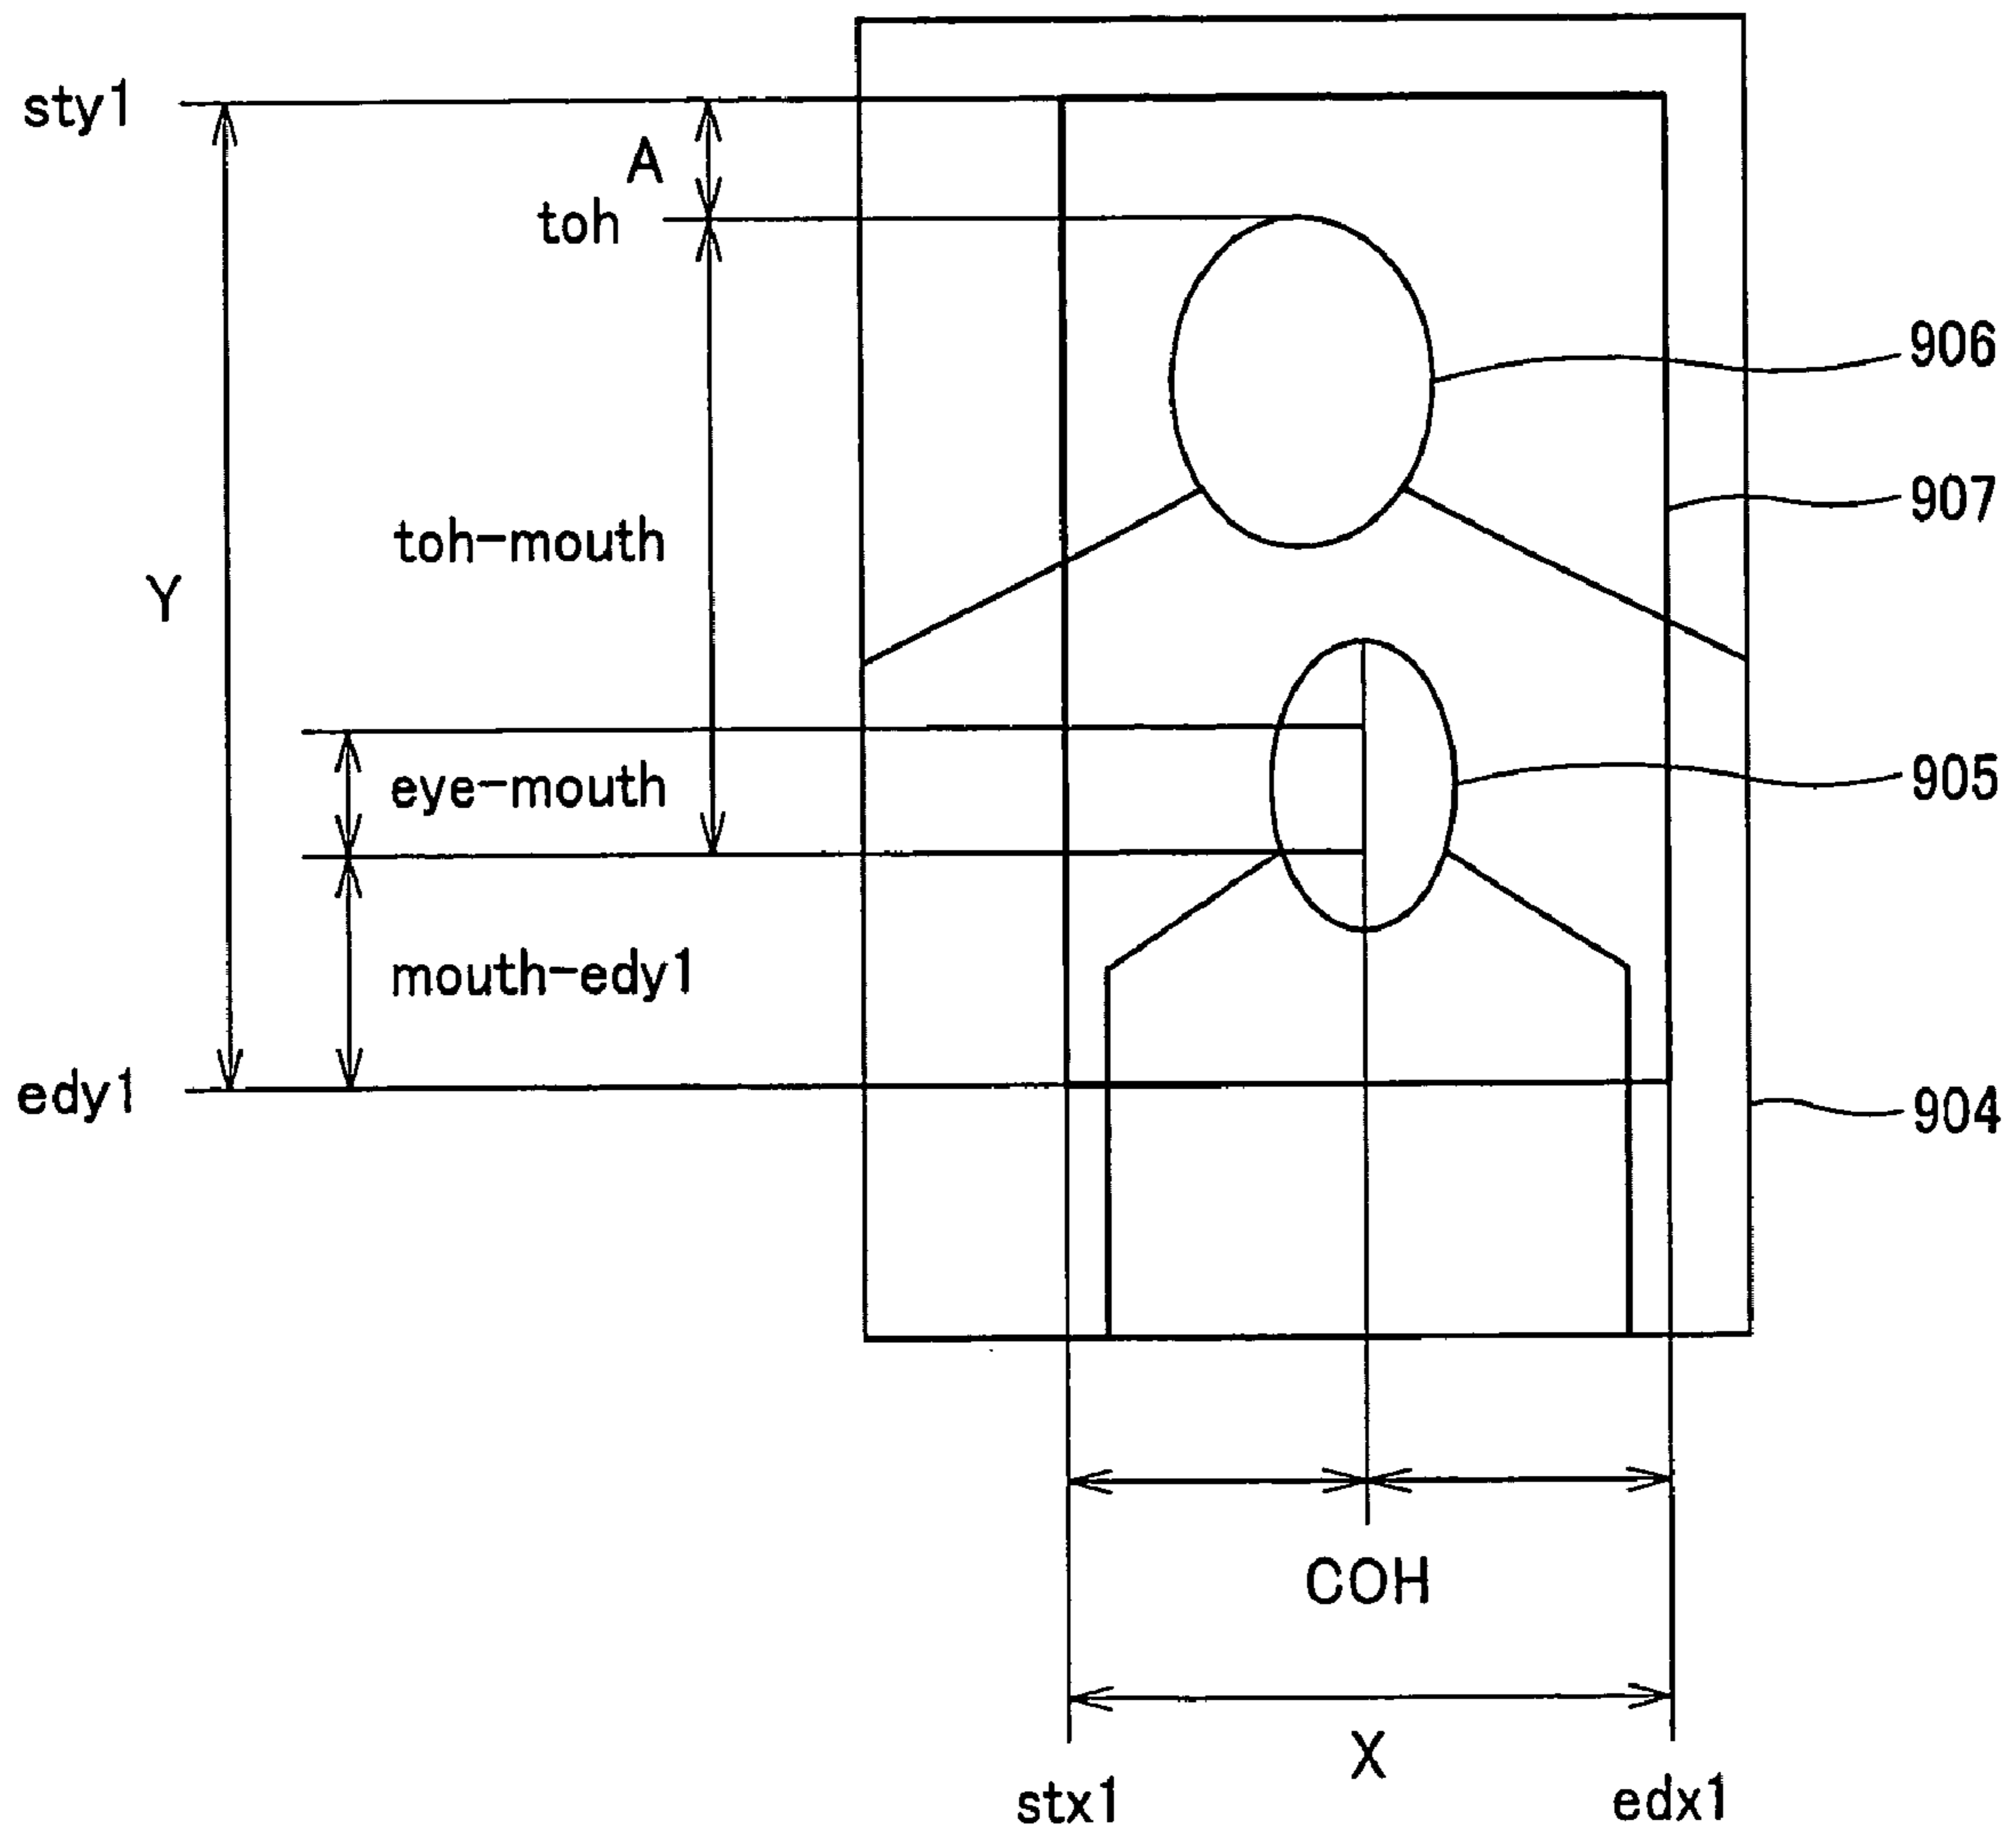 sty1
A
toh
906
907
toh-mouth
Y
eye-mouth
905
mouth-edy1
edy1
904
COH
X
stx1
edx1